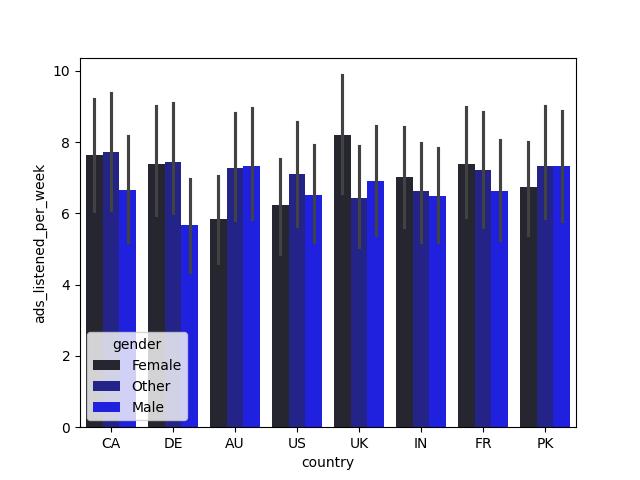 10
8
6
4
2
0
ads_listened_per_week
gender
Female
Other
Male
CA DE AU US UK IN FR PK
country